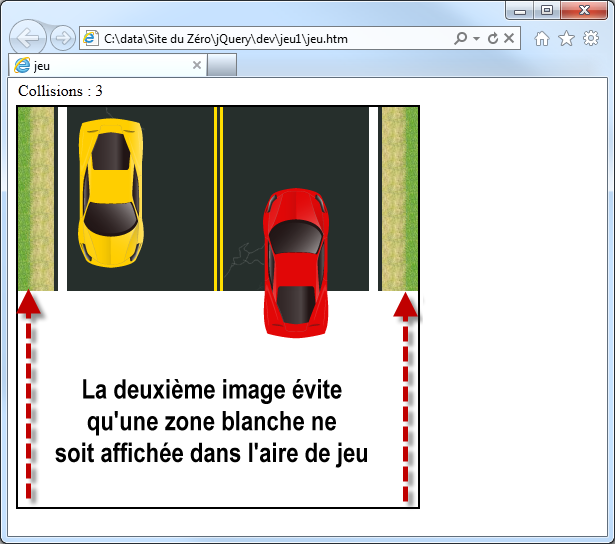 C:\data\Site du Zéro\jQuery\dev\jeu1\jeu.htm
jeu
Collisions : 3
La deuxième image évite
qu'une zone blanche ne
soit affichée dans l'aire de jeu